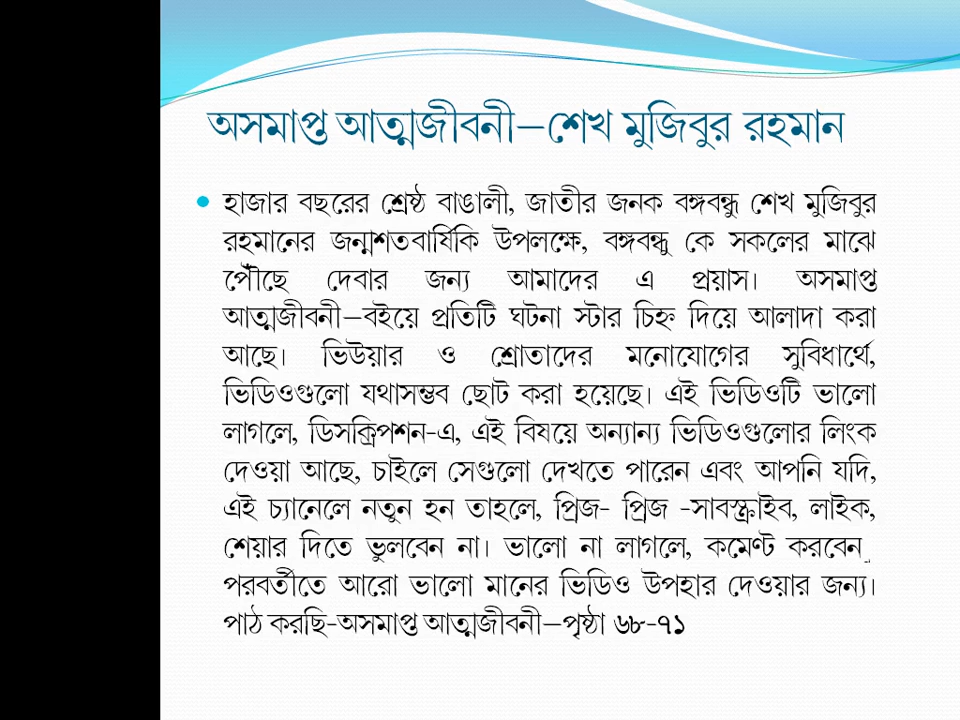 অসমাপ্ত আত্মজীবনী–শেখ মুজিবুর রহমান
হাজার বছরের শ্রেষ্ঠ বাঙালী, জাতীর জনক বঙ্গবন্ধু শেখ মুজিবুর
রহমানের জন্মশতবার্ষিকি উপলক্ষে, বঙ্গবন্ধু কে সকলের মাঝে
পৌঁছে দেবার জন্য আমাদের এ প্রয়াস। অসমাপ্ত
আত্মজীবনী–বইয়ে প্রতিটি ঘটনা স্টার চিহ্ন দিয়ে আলাদা করা
আছে। ভিউয়ার ও শ্রোতাদের মনোযোগের সুবিধার্থে,
ভিডিওগুলো যথাসম্ভব ছোট করা হয়েছে। এই ভিডিওটি ভালো
লাগলে, ডিসক্রিপশন-এ, এই বিষয়ে অন্যান্য ভিডিওগুলোর লিংক
দেওয়া আছে, চাইলে সেগুলো দেখতে পারেন এবং আপনি যদি,
এই চ্যানেলে নতুন হন তাহলে, প্লিজ- প্লিজ -সাবস্ক্রাইব, লাইক,
শেয়ার দিতে ভুলবেন না। ভালো না লাগলে, কমেন্ট করবেন
পরবর্তীতে আরো ভালো মানের ভিডিও উপহার দেওয়ার জন্য।
পাঠ করছি-অসমাপ্ত আত্মজীবনী–পৃষ্ঠা ৬৮-৭১